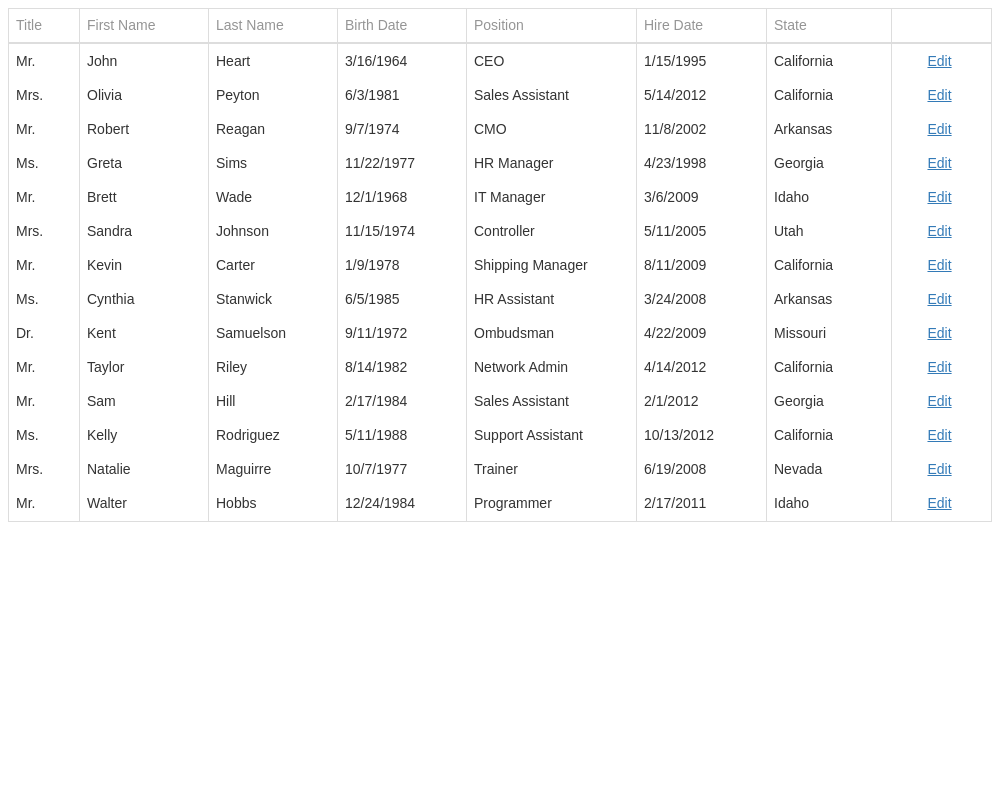 Title First Name Last Name Birth Date Position Hire Date State
Mr. John Heart 3/16/1964 CEO 1/15/1995 California Edit
Mrs. Olivia Peyton 6/3/1981 Sales Assistant 5/14/2012 California Edit
Mr. Robert Reagan 9/7/1974 CMO 11/8/2002 Arkansas Edit
Ms. Greta Sims 11/22/1977 HR Manager 4/23/1998 Georgia Edit
Mr. Brett Wade 12/1/1968 IT Manager 3/6/2009 Idaho Edit
Mrs. Sandra Johnson 11/15/1974 Controller 5/11/2005 Utah Edit
Mr. Kevin Carter 1/9/1978 Shipping Manager 8/11/2009 California Edit
Ms. Cynthia Stanwick 6/5/1985 HR Assistant 3/24/2008 Arkansas Edit
Dr. Kent Samuelson 9/11/1972 Ombudsman 4/22/2009 Missouri Edit
Mr. Taylor Riley 8/14/1982 Network Admin 4/14/2012 California Edit
Mr. Sam Hill 2/17/1984 Sales Assistant 2/1/2012 Georgia Edit
Ms. Kelly Rodriguez 5/11/1988 Support Assistant 10/13/2012 California Edit
Mrs. Natalie Maguirre 10/7/1977 Trainer 6/19/2008 Nevada Edit
Mr. Walter Hobbs 12/24/1984 Programmer 2/17/2011 Idaho Edit